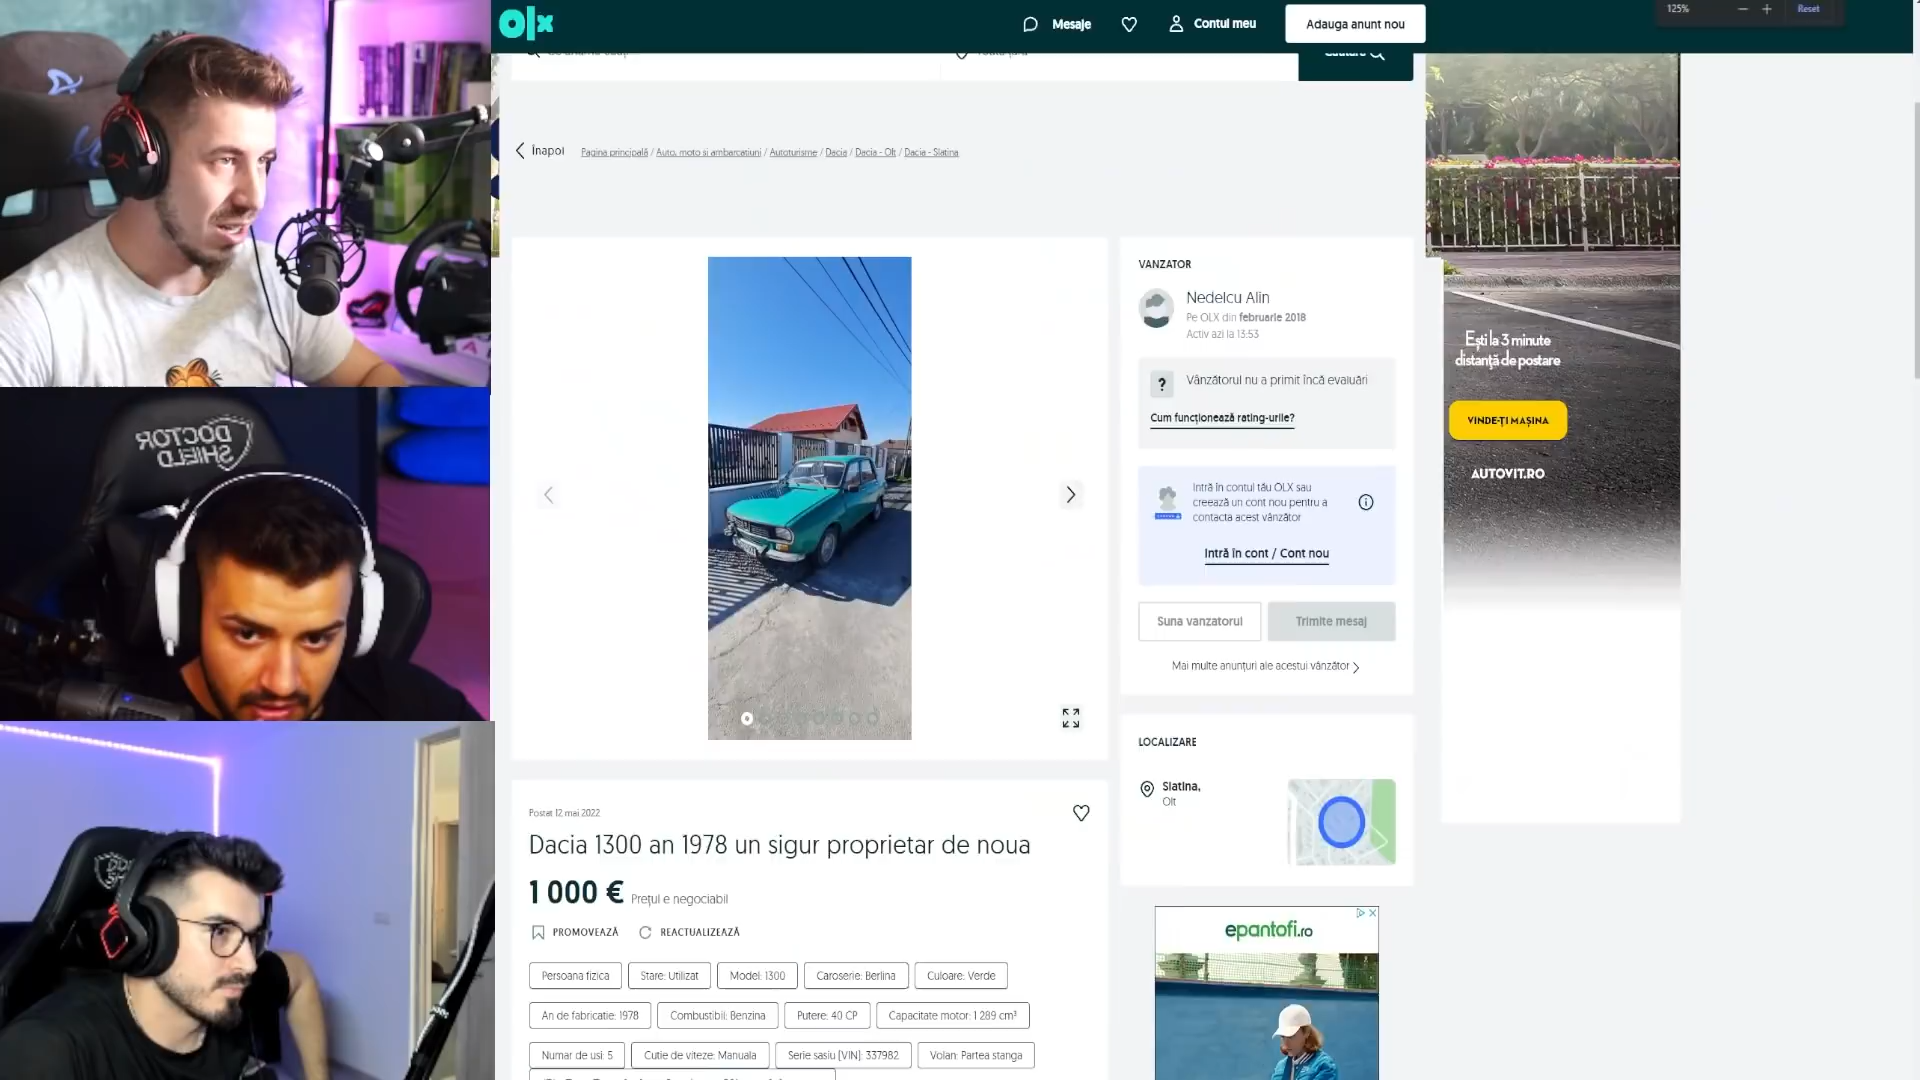 olx
Mesaje
Contul meu
Adauga anunt nou
125%
Reset
Înapoi
Pagina principală / Auto, moto si ambarcatiuni / Autoturisme / Dacia / Dacia - Olt / Dacia - Slatina
VANZATOR
Nedelcu Alin
Pe OLX din februarie 2018
Activ azi la 13:53
?
Vânzătorul nu a primit încă evaluări
Cum funcționează rating-urile?
Intră în contul tău OLX sau
creează un cont nou pentru a
contacta acest vânzător
Intră în cont / Cont nou
Suna vanzatorul
Trimite mesaj
Mai multe anunțuri ale acestui vânzător
LOCALIZARE
Slatina,
Olt
Postat 12 mai 2022
Dacia 1300 an 1978 un sigur proprietar de noua
1 000 €
Prețul e negociabil
PROMOVEAZĂ
REACTUALIZEAZĂ
Persoana fizica
Stare: Utilizat
Model: 1300
Caroserie: Berlina
Culoare: Verde
An de fabricatie: 1978
Combustibil: Benzina
Putere: 40 CP
Capacitate motor: 1 289 cm³
Numar de usi: 5
Cutie de viteze: Manuala
Serie sasiu (VIN): 337982
Volan: Partea stanga
Ești la 3 minute
distanță de postare
VINDE-ȚI MAȘINA
AUTOVIT.RO
epantofi.ro
DOCTOR
SHIELD